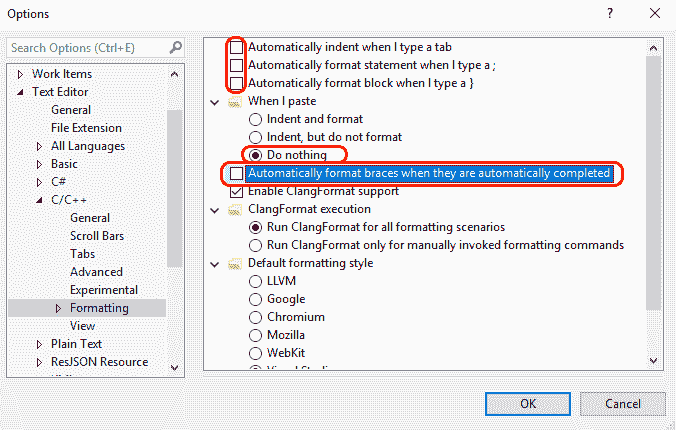 Options
? ×
Search Options (Ctrl+E)
Work Items
Text Editor
General
File Extension
All Languages
Basic
C#
C/C++
General
Scroll Bars
Tabs
Advanced
Experimental
Formatting
View
Plain Text
ResJSON Resource
Automatically indent when I type a tab
Automatically format statement when I type a ;
Automatically format block when I type a }
When I paste
Indent and format
Indent, but do not format
Do nothing
Automatically format braces when they are automatically completed
Enable ClangFormat support
ClangFormat execution
Run ClangFormat for all formatting scenarios
Run ClangFormat only for manually invoked formatting commands
Default formatting style
LLVM
Google
Chromium
Mozilla
WebKit
OK
Cancel